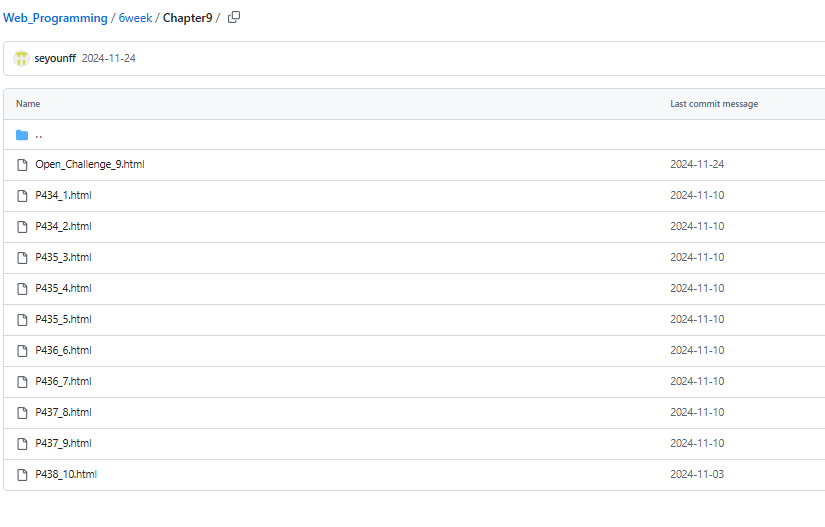 Web_Programming / 6week / Chapter9 /
seyounff 2024-11-24
Name Last commit message
..
Open_Challenge_9.html 2024-11-24
P434_1.html 2024-11-10
P434_2.html 2024-11-10
P435_3.html 2024-11-10
P435_4.html 2024-11-10
P435_5.html 2024-11-10
P436_6.html 2024-11-10
P436_7.html 2024-11-10
P437_8.html 2024-11-10
P437_9.html 2024-11-10
P438_10.html 2024-11-03